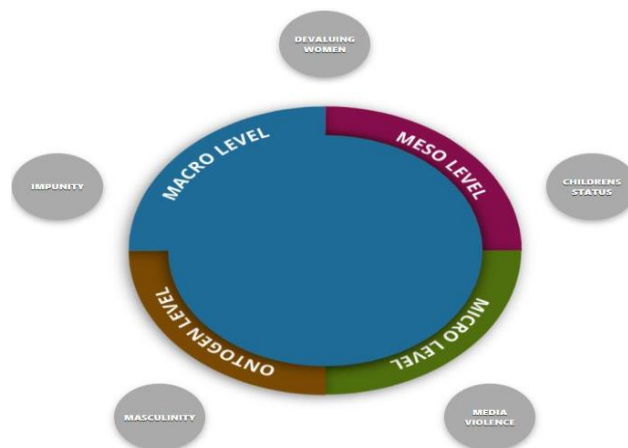 DEVALUING
WOMEN
MACRO LEVEL
MESO LEVEL
IMPUNITY
CHILDRENS
STATUS
ONTOGEN LEVEL
MICRO LEVEL
MASCULINITY
MEDIA
VIOLENCE